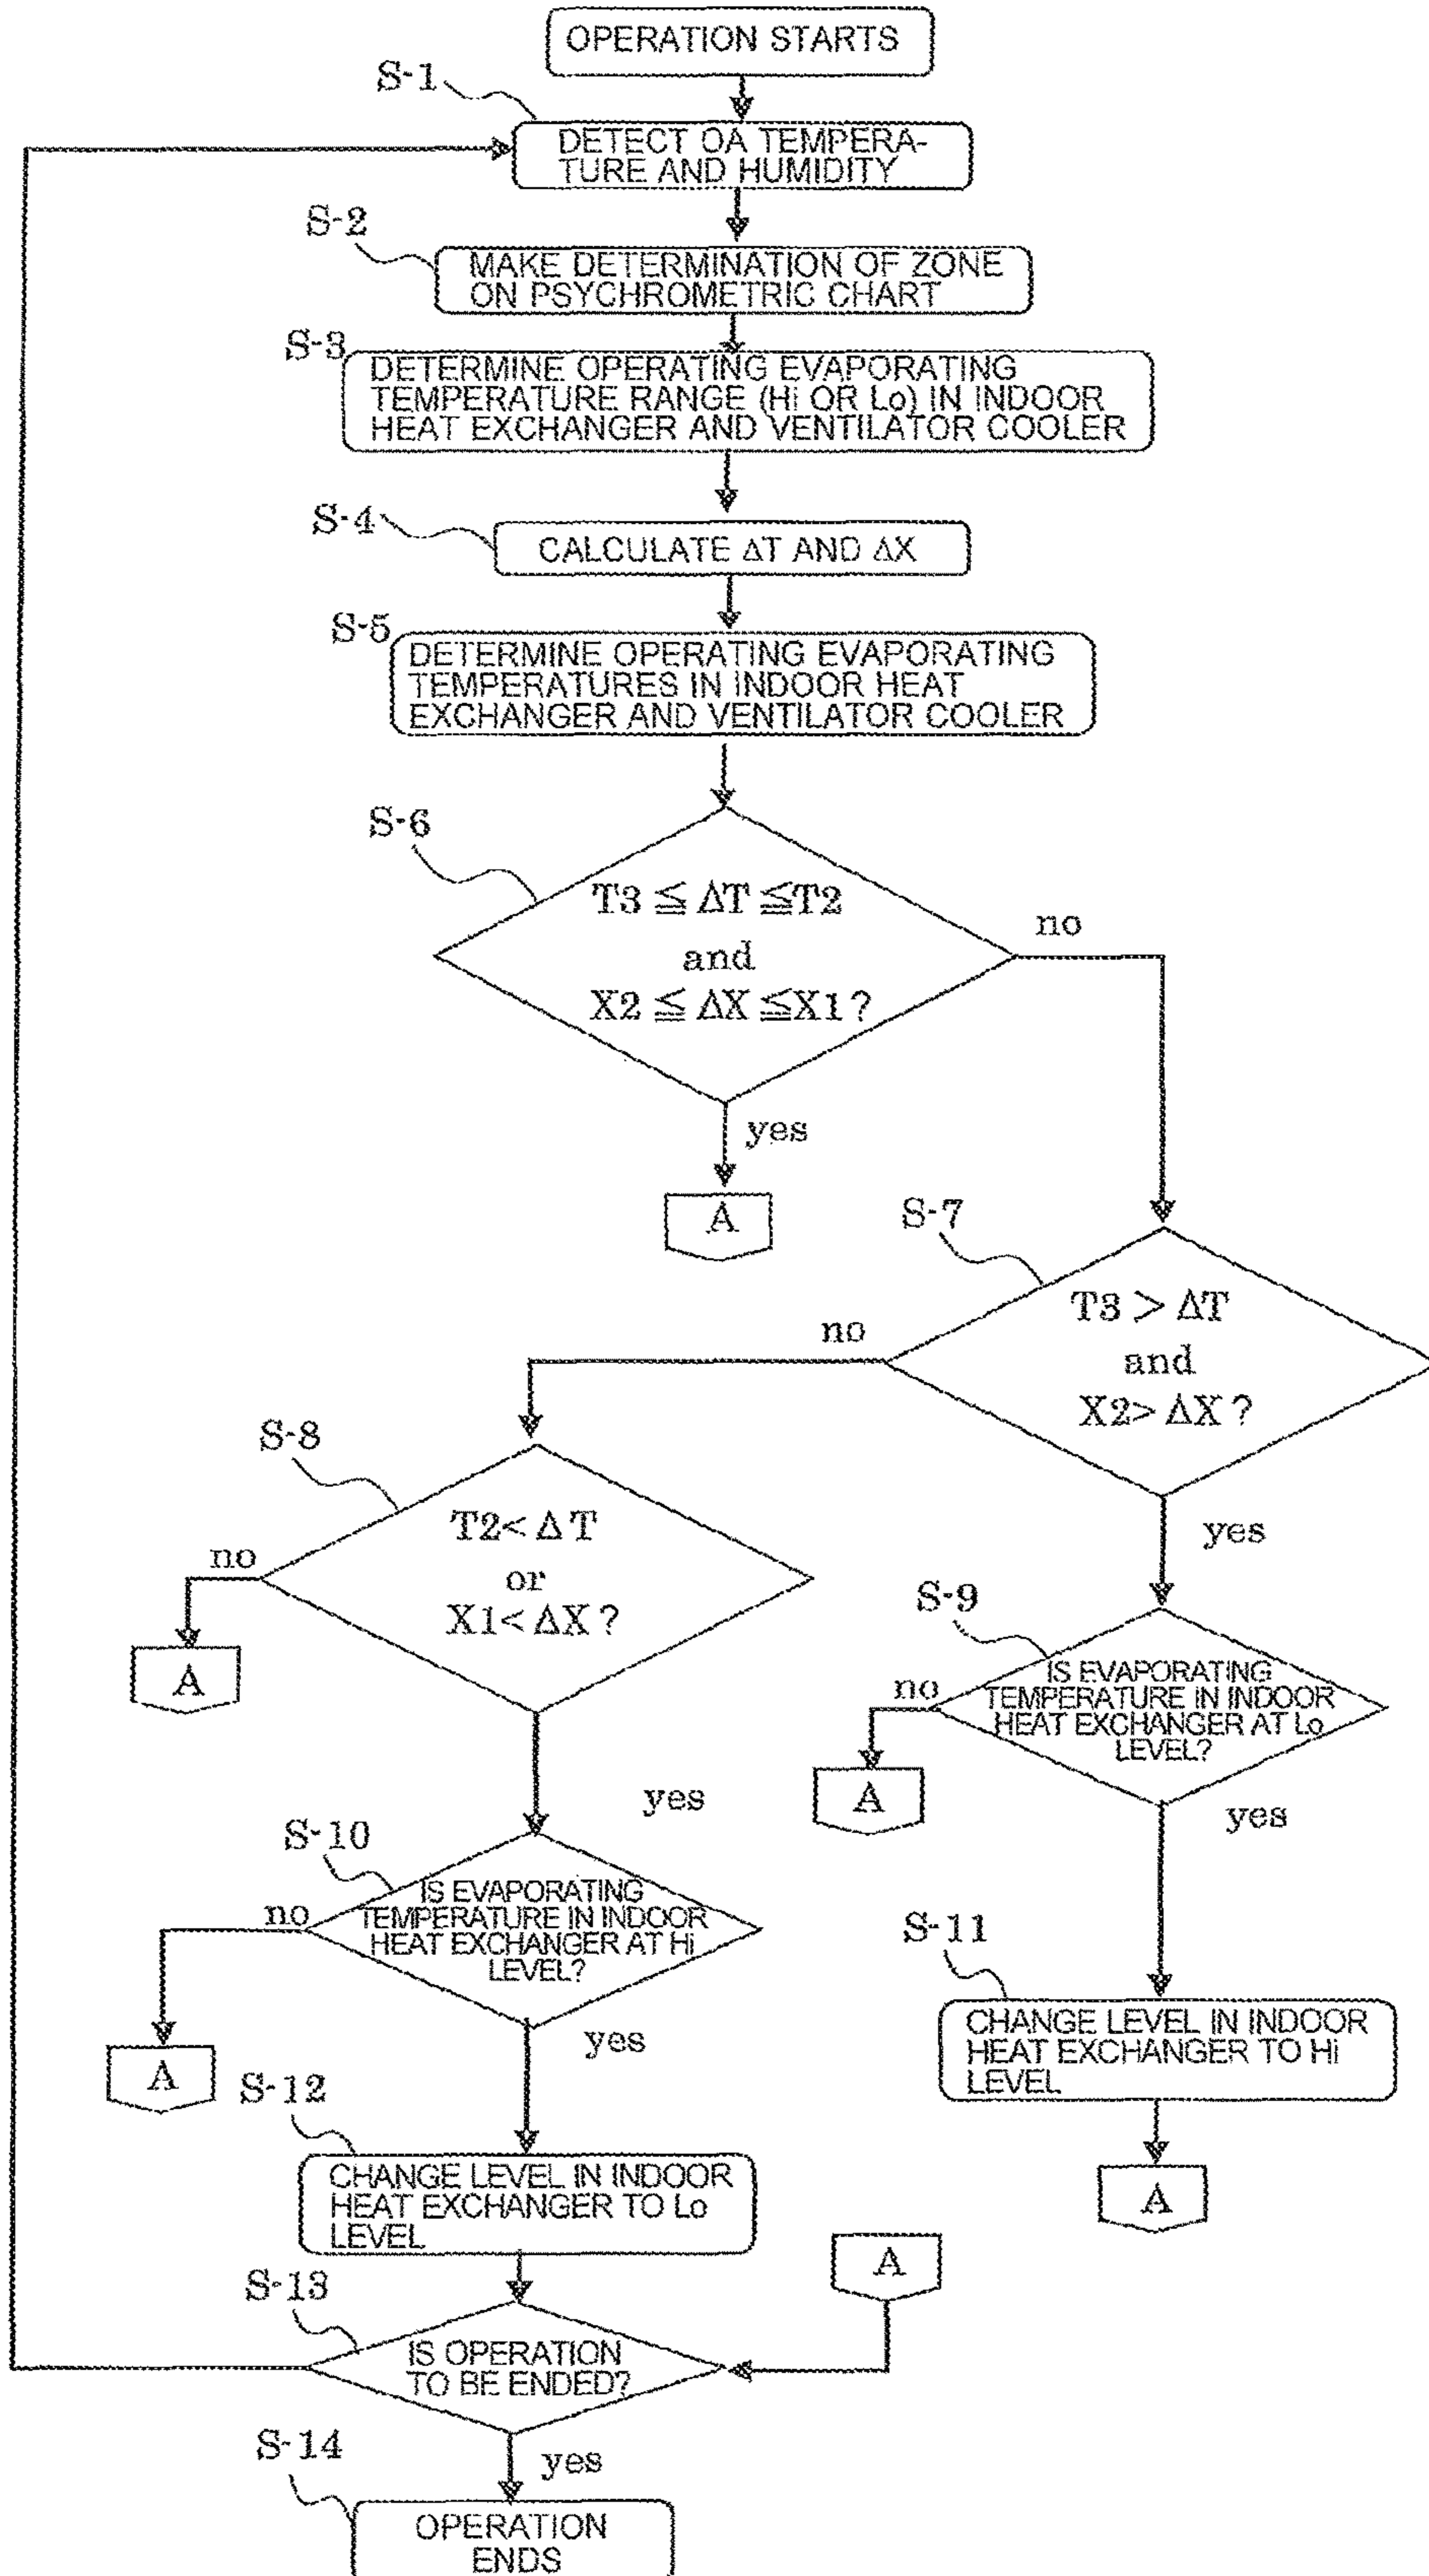 OPERATION STARTS
S-1
DETECT OA TEMPERA-
TURE AND HUMIDITY
S-2
MAKE DETERMINATION OF ZONE
ON PSYCHROMETRIC CHART
S-3
DETERMINE OPERATING EVAPORATING
TEMPERATURE RANGE (Hi OR Lo) IN INDOOR
HEAT EXCHANGER AND VENTILATOR COOLER
S-4
CALCULATE ΔT AND ΔX
S-5
DETERMINE OPERATING EVAPORATING
TEMPERATURES IN INDOOR HEAT
EXCHANGER AND VENTILATOR COOLER
S-6
T3 ≦ ΔT ≦ T2
and
X2 ≦ ΔX ≦ X1 ?
no
yes
A
S-7
T3 > ΔT
and
X2 > ΔX ?
no
yes
S-8
T2 < ΔT
or
X1 < ΔX ?
no
A
yes
S-9
IS EVAPORATING
TEMPERATURE IN INDOOR
HEAT EXCHANGER AT Lo
LEVEL?
no
A
yes
S-10
IS EVAPORATING
TEMPERATURE IN INDOOR
HEAT EXCHANGER AT Hi
LEVEL?
no
A
yes
S-11
CHANGE LEVEL IN INDOOR
HEAT EXCHANGER TO Hi
LEVEL
A
S-12
CHANGE LEVEL IN INDOOR
HEAT EXCHANGER TO Lo
LEVEL
A
S-13
IS OPERATION
TO BE ENDED?
yes
S-14
OPERATION
ENDS